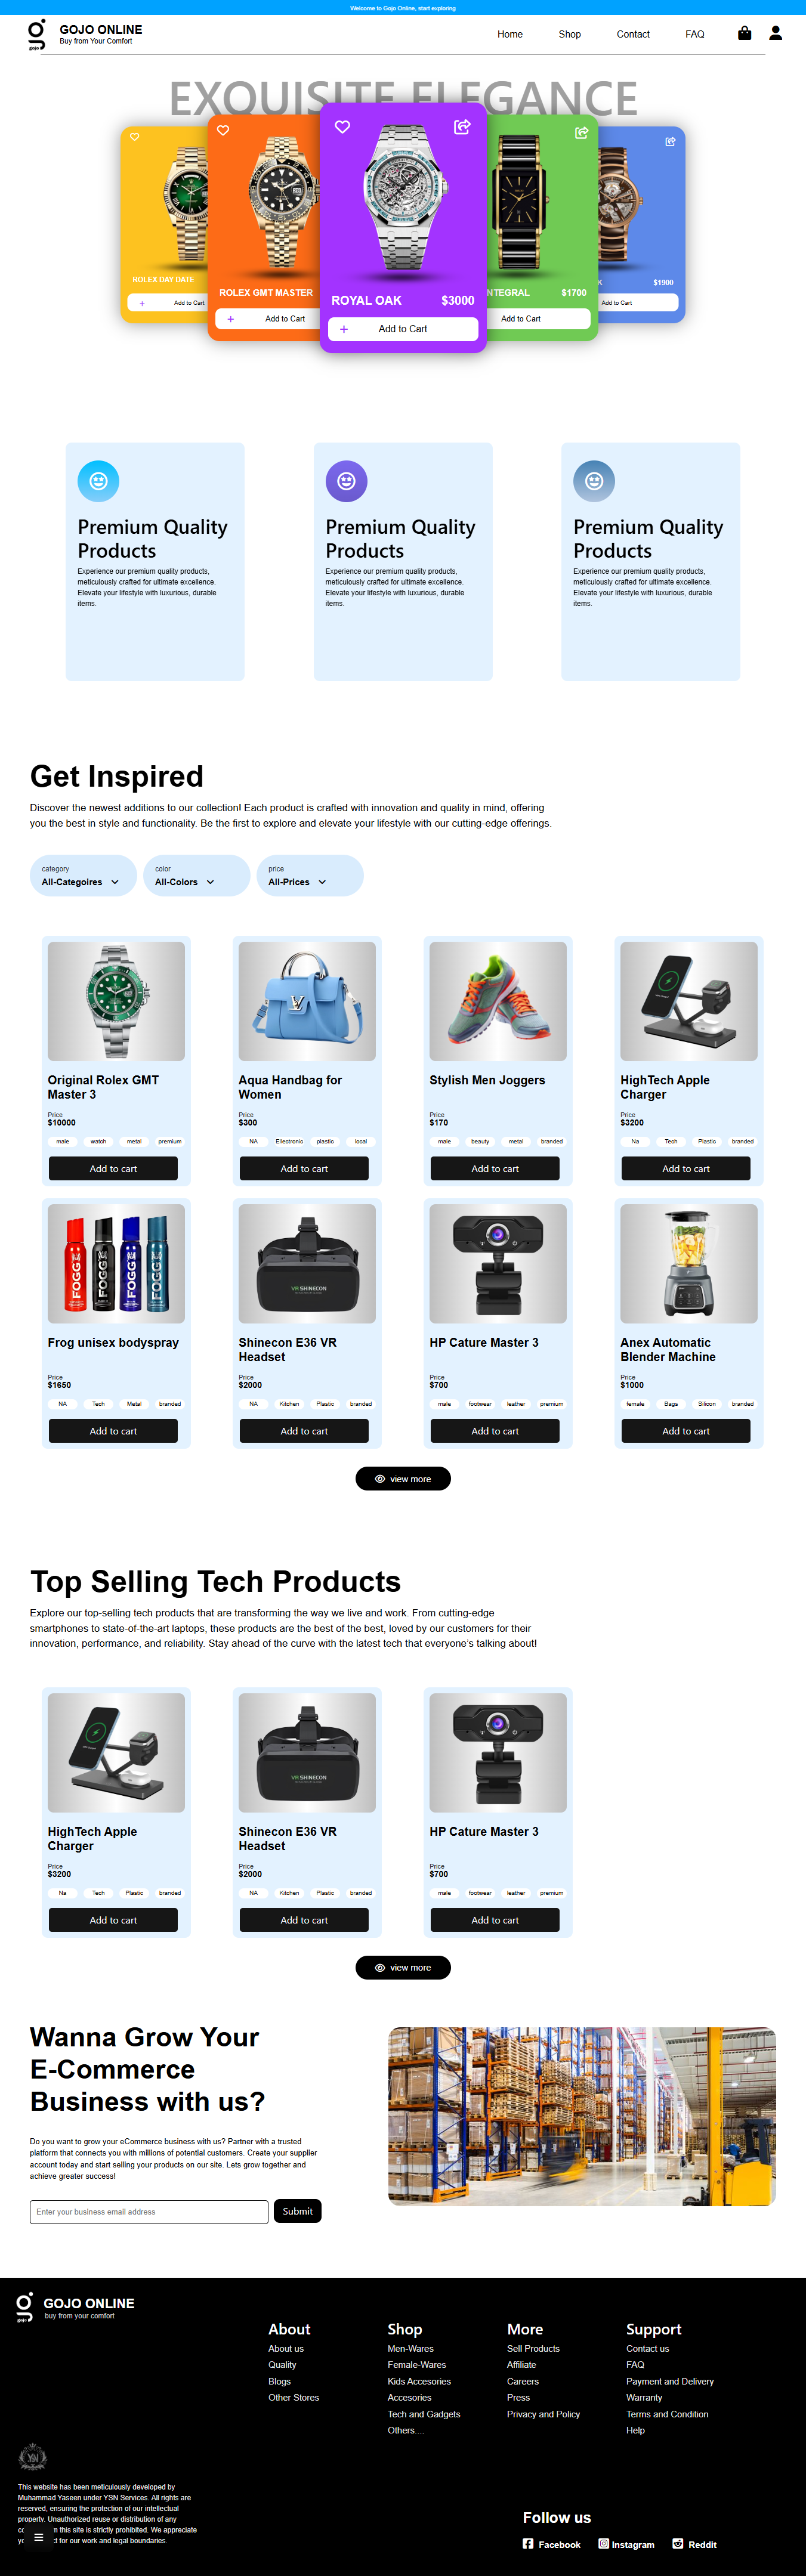 Welcome to Gojo Online, start exploring
gojo
GOJO ONLINE
Buy from Your Comfort
Home
Shop
Contact
FAQ
EXQUISITE ELEGANCE
ROLEX DAY DATE
+ Add to Cart
ROLEX GMT MASTER
+ Add to Cart
ROYAL OAK
$3000
+ Add to Cart
NTEGRAL
$1700
Add to Cart
K
$1900
Add to Cart
Premium Quality
Products
Experience our premium quality products,
meticulously crafted for ultimate excellence.
Elevate your lifestyle with luxurious, durable
items.
Premium Quality
Products
Experience our premium quality products,
meticulously crafted for ultimate excellence.
Elevate your lifestyle with luxurious, durable
items.
Premium Quality
Products
Experience our premium quality products,
meticulously crafted for ultimate excellence.
Elevate your lifestyle with luxurious, durable
items.
Get Inspired
Discover the newest additions to our collection! Each product is crafted with innovation and quality in mind, offering
you the best in style and functionality. Be the first to explore and elevate your lifestyle with our cutting-edge offerings.
category
All-Categoires
color
All-Colors
price
All-Prices
Original Rolex GMT
Master 3
Price
$10000
male watch metal premium
Add to cart
Aqua Handbag for
Women
Price
$300
NA Ellectronic plastic local
Add to cart
Stylish Men Joggers
Price
$170
male beauty metal branded
Add to cart
HighTech Apple
Charger
Price
$3200
Na Tech Plastic branded
Add to cart
FOGG FOGG FOGG FOGG
Frog unisex bodyspray
Price
$1650
NA Tech Metal branded
Add to cart
VR SHINECON
Shinecon E36 VR
Headset
Price
$2000
NA Kitchen Plastic branded
Add to cart
HP Cature Master 3
Price
$700
male footwear leather premium
Add to cart
Anex Automatic
Blender Machine
Price
$1000
female Bags Silicon branded
Add to cart
view more
Top Selling Tech Products
Explore our top-selling tech products that are transforming the way we live and work. From cutting-edge
smartphones to state-of-the-art laptops, these products are the best of the best, loved by our customers for their
innovation, performance, and reliability. Stay ahead of the curve with the latest tech that everyone's talking about!
HighTech Apple
Charger
Price
$3200
Na Tech Plastic branded
Add to cart
VR SHINECON
Shinecon E36 VR
Headset
Price
$2000
NA Kitchen Plastic branded
Add to cart
HP Cature Master 3
Price
$700
male footwear leather premium
Add to cart
view more
Wanna Grow Your
E-Commerce
Business with us?
Do you want to grow your eCommerce business with us? Partner with a trusted
platform that connects you with millions of potential customers. Create your supplier
account today and start selling your products on our site. Lets grow together and
achieve greater success!
Enter your business email address
Submit
gojo
GOJO ONLINE
buy from your comfort
About
About us
Quality
Blogs
Other Stores
Shop
Men-Wares
Female-Wares
Kids Accesories
Accesories
Tech and Gadgets
Others....
More
Sell Products
Affiliate
Careers
Press
Privacy and Policy
Support
Contact us
FAQ
Payment and Delivery
Warranty
Terms and Condition
Help
YSN
This website has been meticulously developed by
Muhammad Yaseen under YSN Services. All rights are
reserved, ensuring the protection of our intellectual
property. Unauthorized reuse or distribution of any
this site is strictly prohibited. We appreciate
for our work and legal boundaries.
Follow us
Facebook
Instagram
Reddit